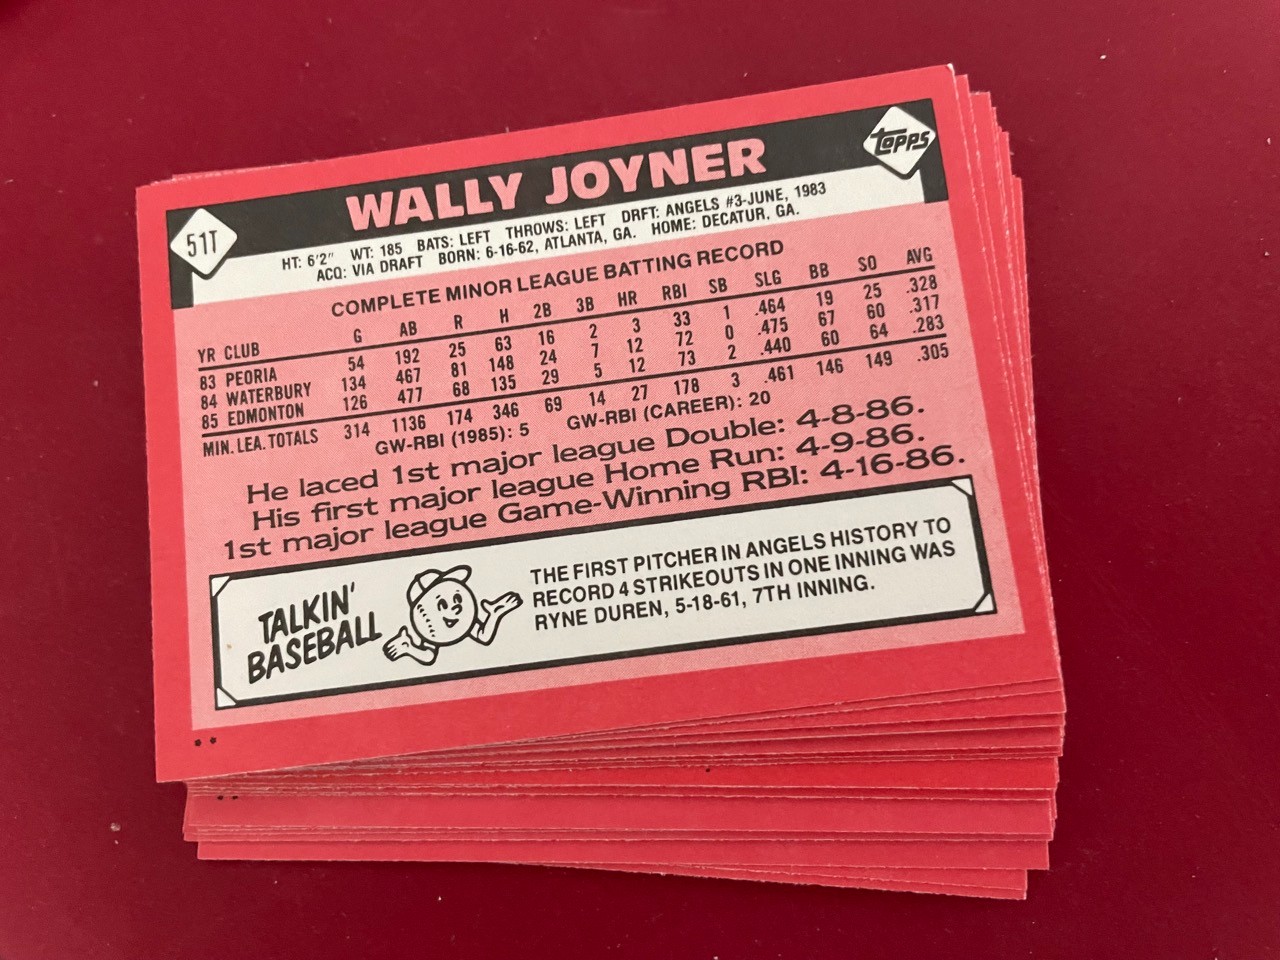 51T
WALLY JOYNER
topps
HT: 6'2" WT: 185 BATS: LEFT THROWS: LEFT DRFT: ANGELS #3-JUNE, 1983
ACQ: VIA DRAFT BORN: 6-16-62, ATLANTA, GA. HOME: DECATUR, GA.
COMPLETE MINOR LEAGUE BATTING RECORD
YR CLUB G AB R H 2B 3B HR RBI SB SLG BB SO AVG
83 PEORIA 54 192 25 63 16 2 3 33 1 .464 19 25 .328
84 WATERBURY 134 467 81 148 24 7 12 72 0 .475 67 60 .317
85 EDMONTON 126 477 68 135 29 5 12 73 2 .440 60 64 .283
MIN. LEA. TOTALS 314 1136 174 346 69 14 27 178 3 .461 146 149 .305
GW-RBI (1985): 5 GW-RBI (CAREER): 20
He laced 1st major league Double: 4-8-86.
His first major league Home Run: 4-9-86.
1st major league Game-Winning RBI: 4-16-86.
TALKIN'
BASEBALL
THE FIRST PITCHER IN ANGELS HISTORY TO
RECORD 4 STRIKEOUTS IN ONE INNING WAS
RYNE DUREN, 5-18-61, 7TH INNING.